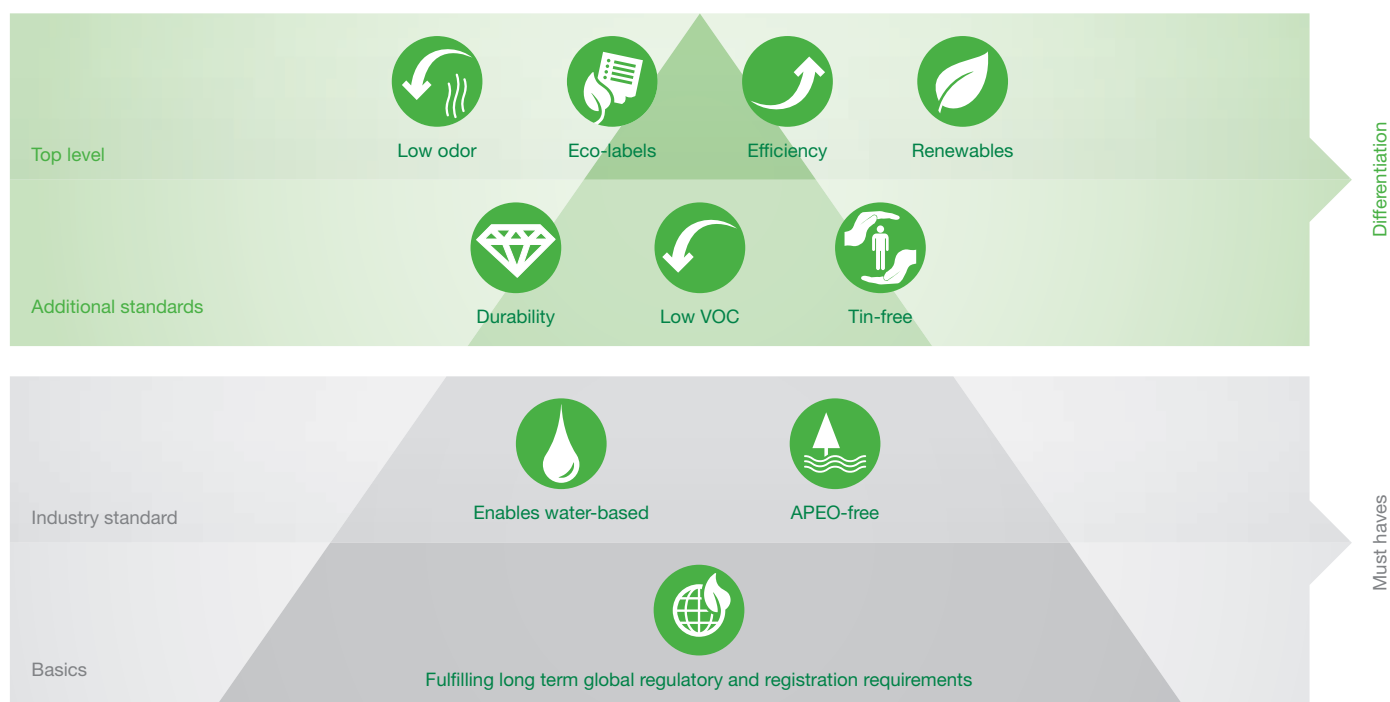 Low odor
Eco-labels
Efficiency
Renewables
Top level
Differentiation
Durability
Low VOC
Tin-free
Additional standards
Enables water-based
APEO-free
Industry standard
Must haves
Basics
Fulfilling long term global regulatory and registration requirements